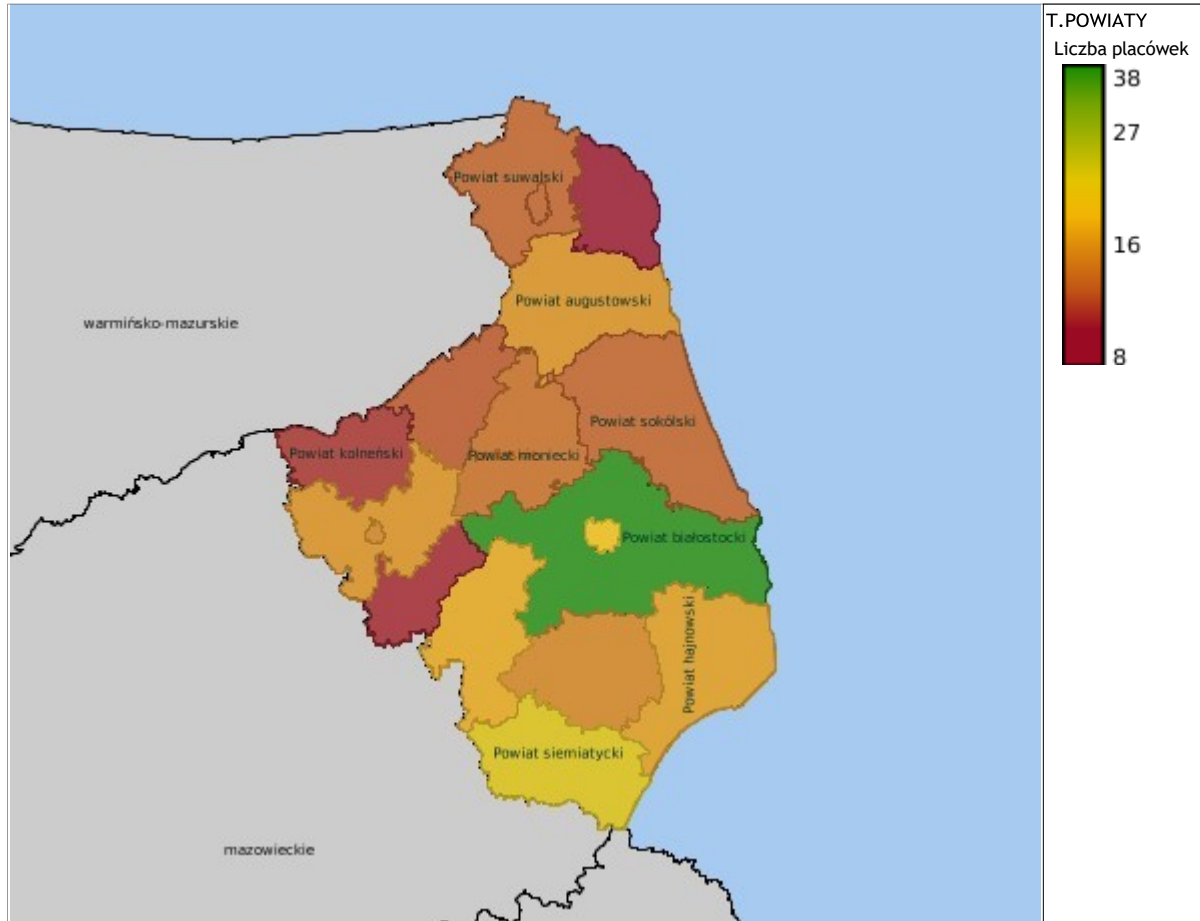 T.POWIATY
Liczba placówek
38
27
16
8
Powiat suwalski
Powiat augustowski
warmińsko-mazurskie
Powiat sokólski
Powiat kolneński
Powiat moniecki
Powiat białostocki
Powiat hajnowski
Powiat siemiatycki
mazowieckie